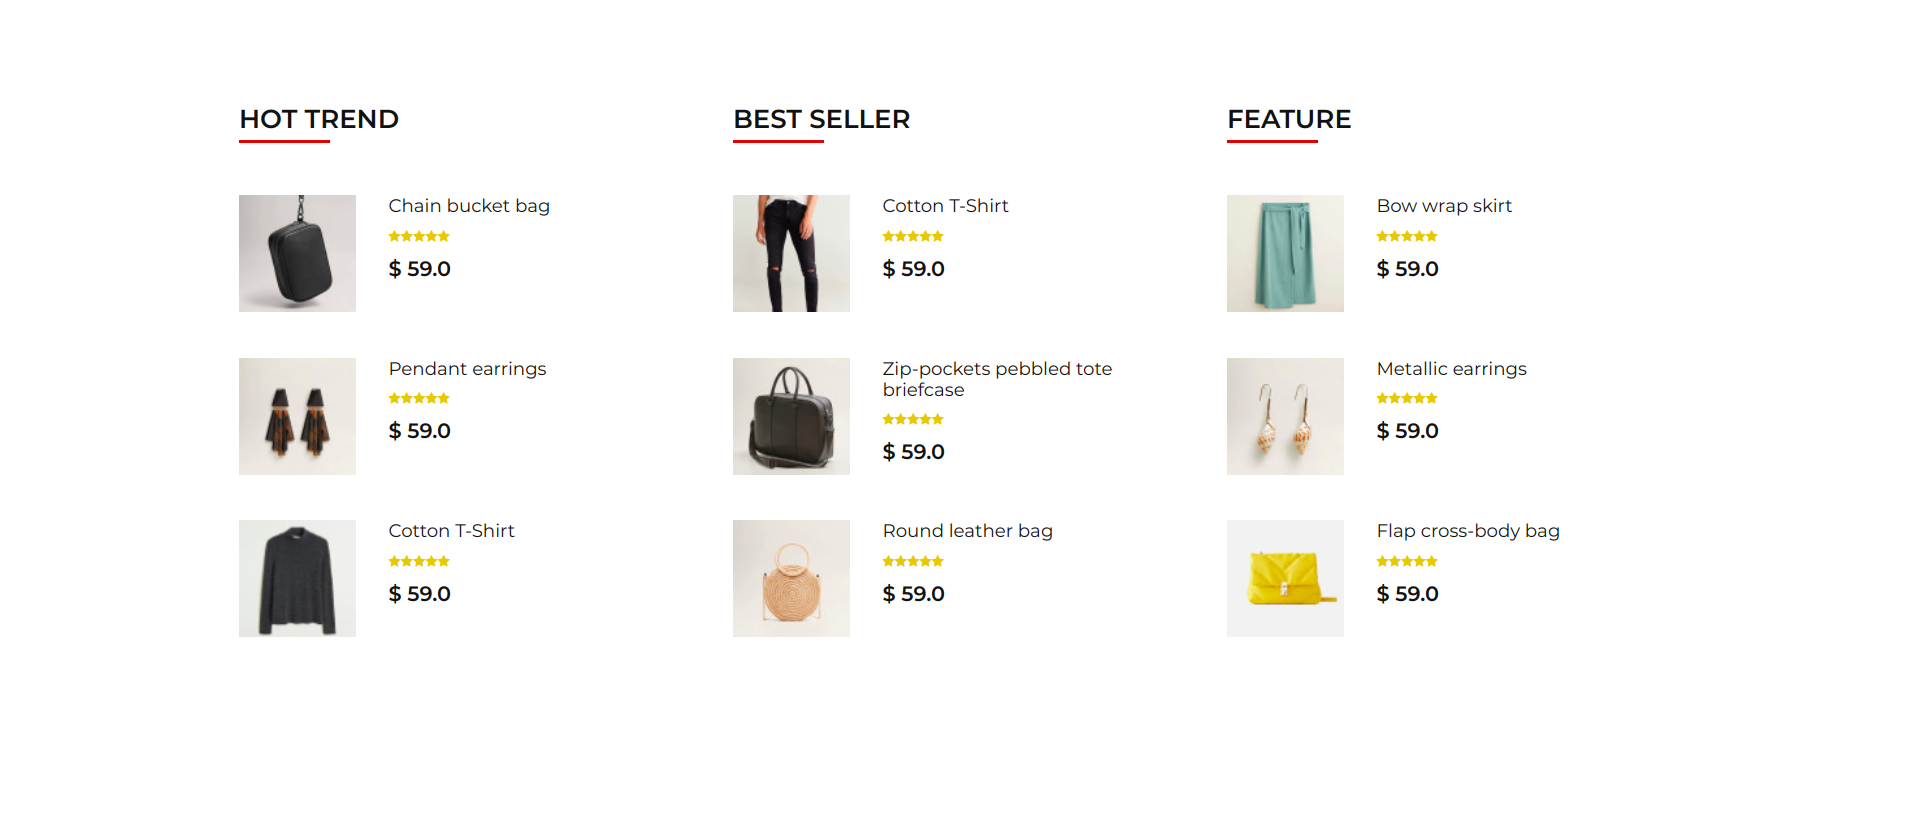 HOT TREND
Chain bucket bag
$ 59.0
Pendant earrings
$ 59.0
Cotton T-Shirt
$ 59.0
BEST SELLER
Cotton T-Shirt
$ 59.0
Zip-pockets pebbled tote
briefcase
$ 59.0
Round leather bag
$ 59.0
FEATURE
Bow wrap skirt
$ 59.0
Metallic earrings
$ 59.0
Flap cross-body bag
$ 59.0